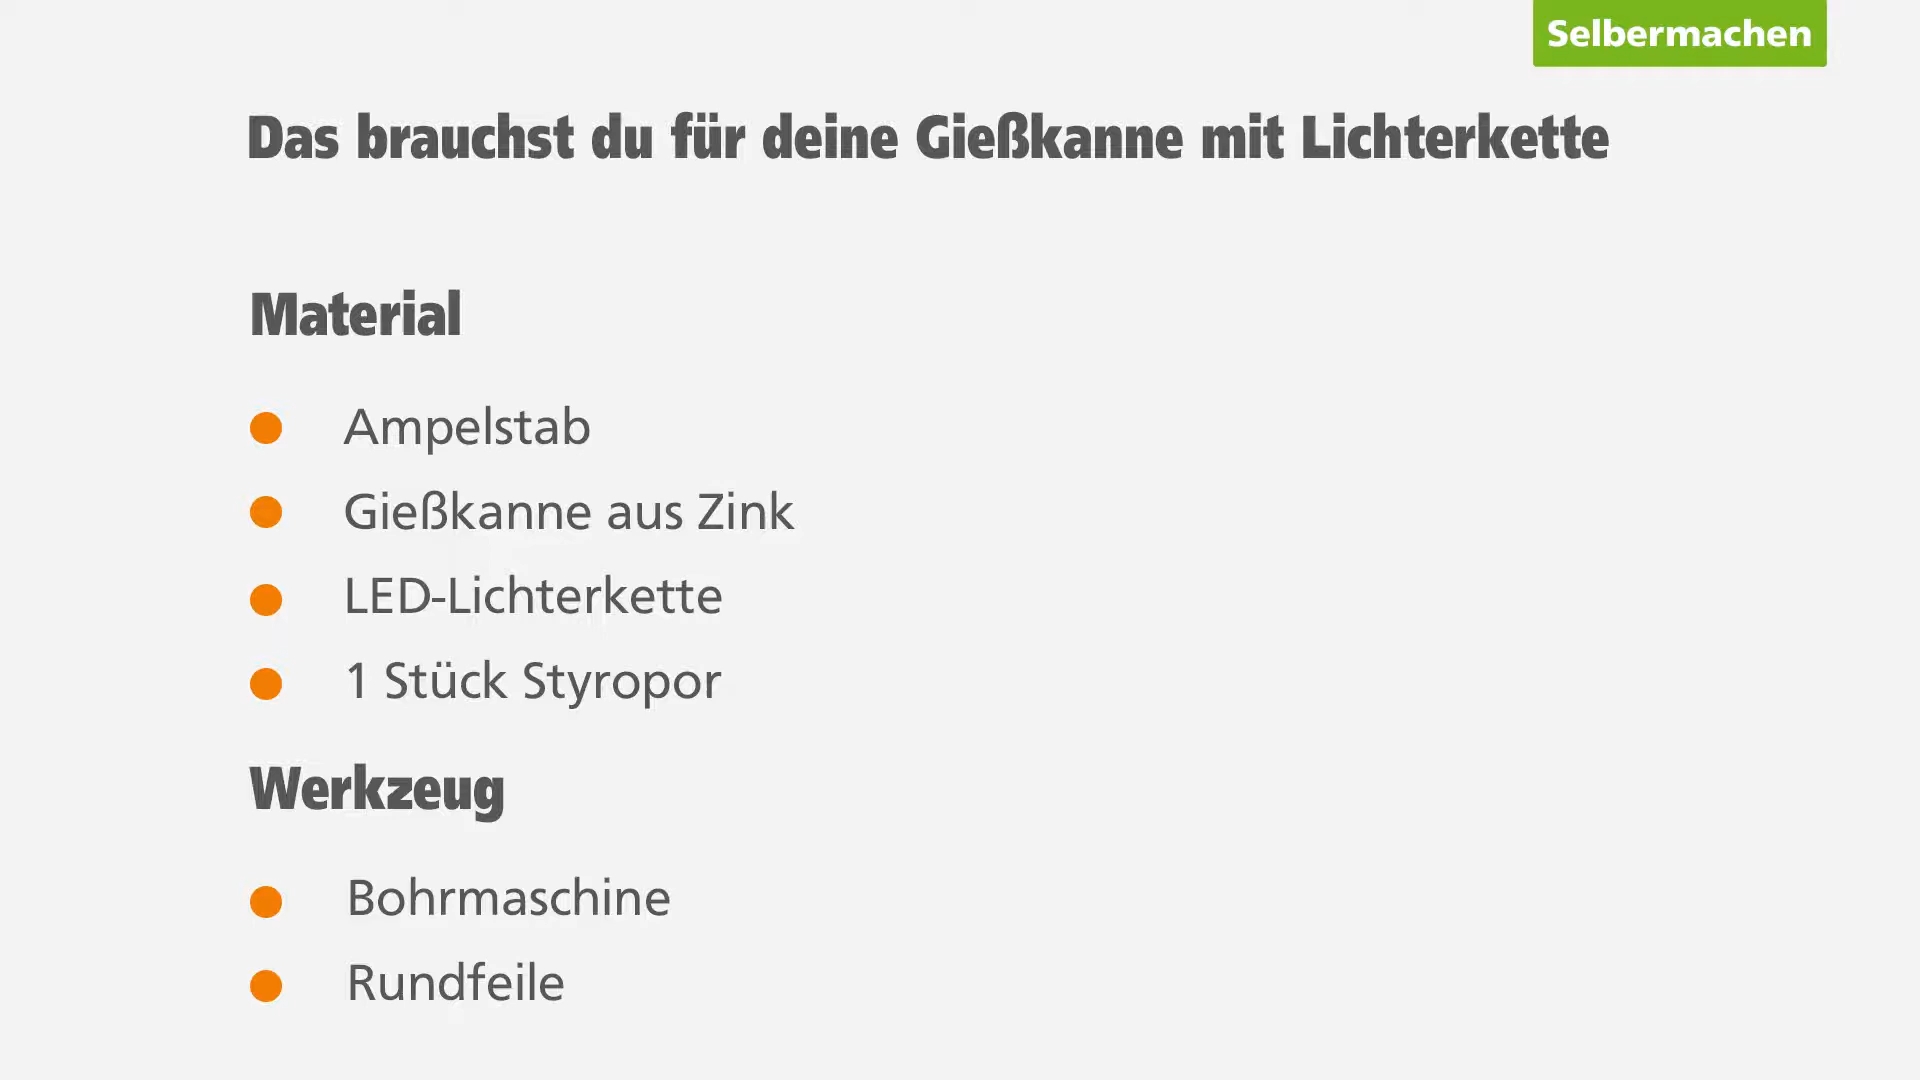 Selbermachen
Das brauchst du für deine Gießkanne mit Lichterkette
Material
Ampelstab
Gießkanne aus Zink
LED-Lichterkette
1 Stück Styropor
Werkzeug
Bohrmaschine
Rundfeile